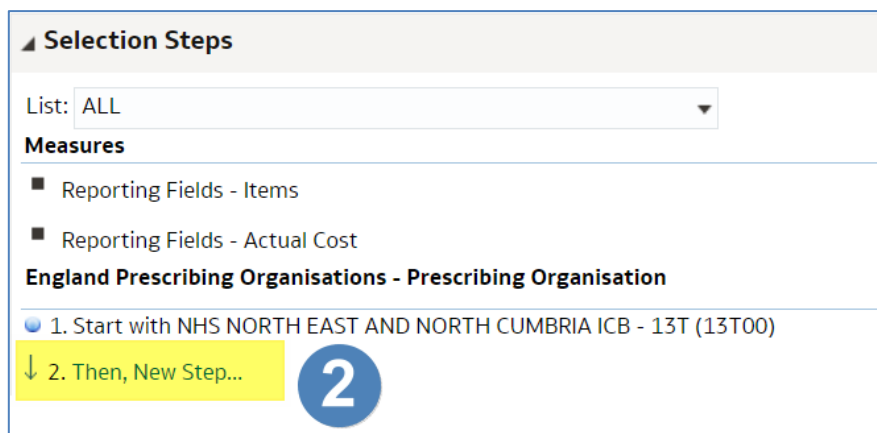 Selection Steps
List: ALL
Measures
Reporting Fields - Items
Reporting Fields - Actual Cost
England Prescribing Organisations - Prescribing Organisation
1. Start with NHS NORTH EAST AND NORTH CUMBRIA ICB - 13T (13T00)
2. Then, New Step...
2